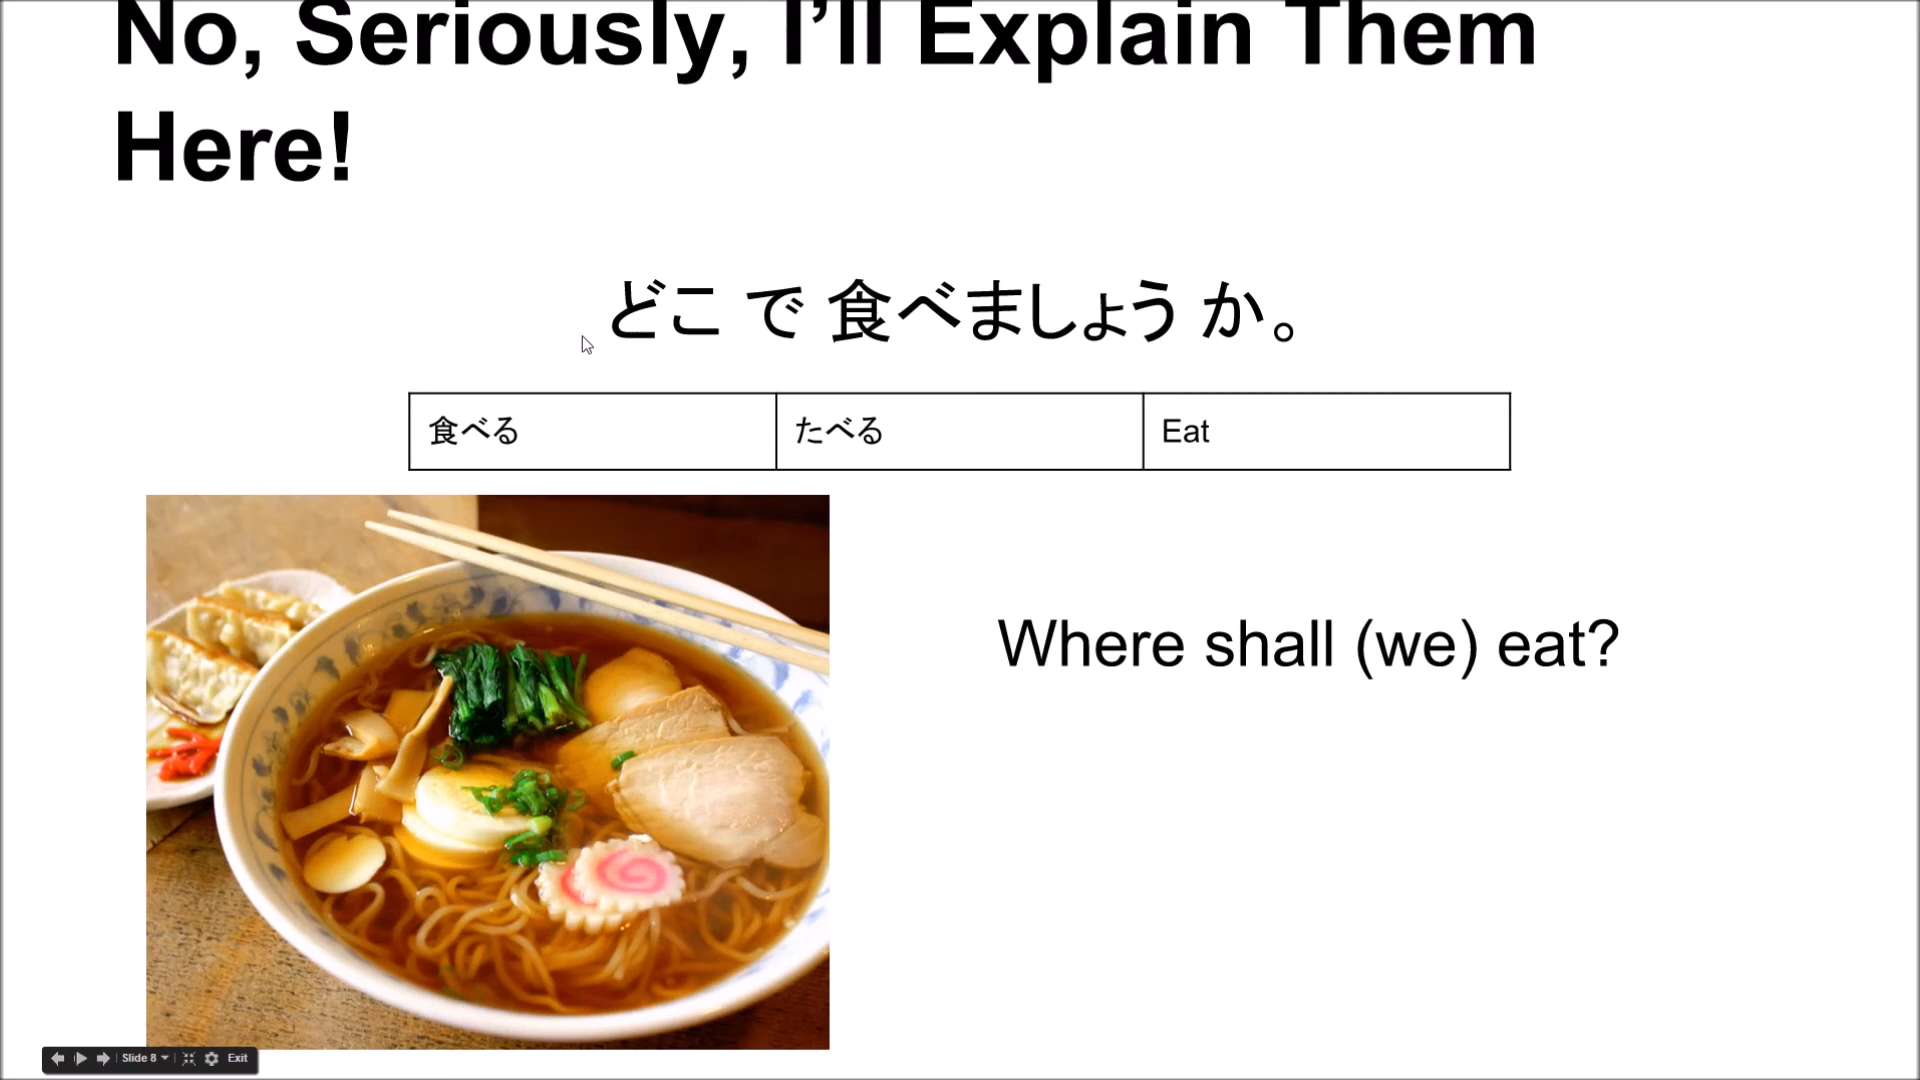 No, Seriously, I’ll Explain Them
Here!
どこ で 食べましょう か。
食べる たべる Eat
Where shall (we) eat?
Slide 8 Exit